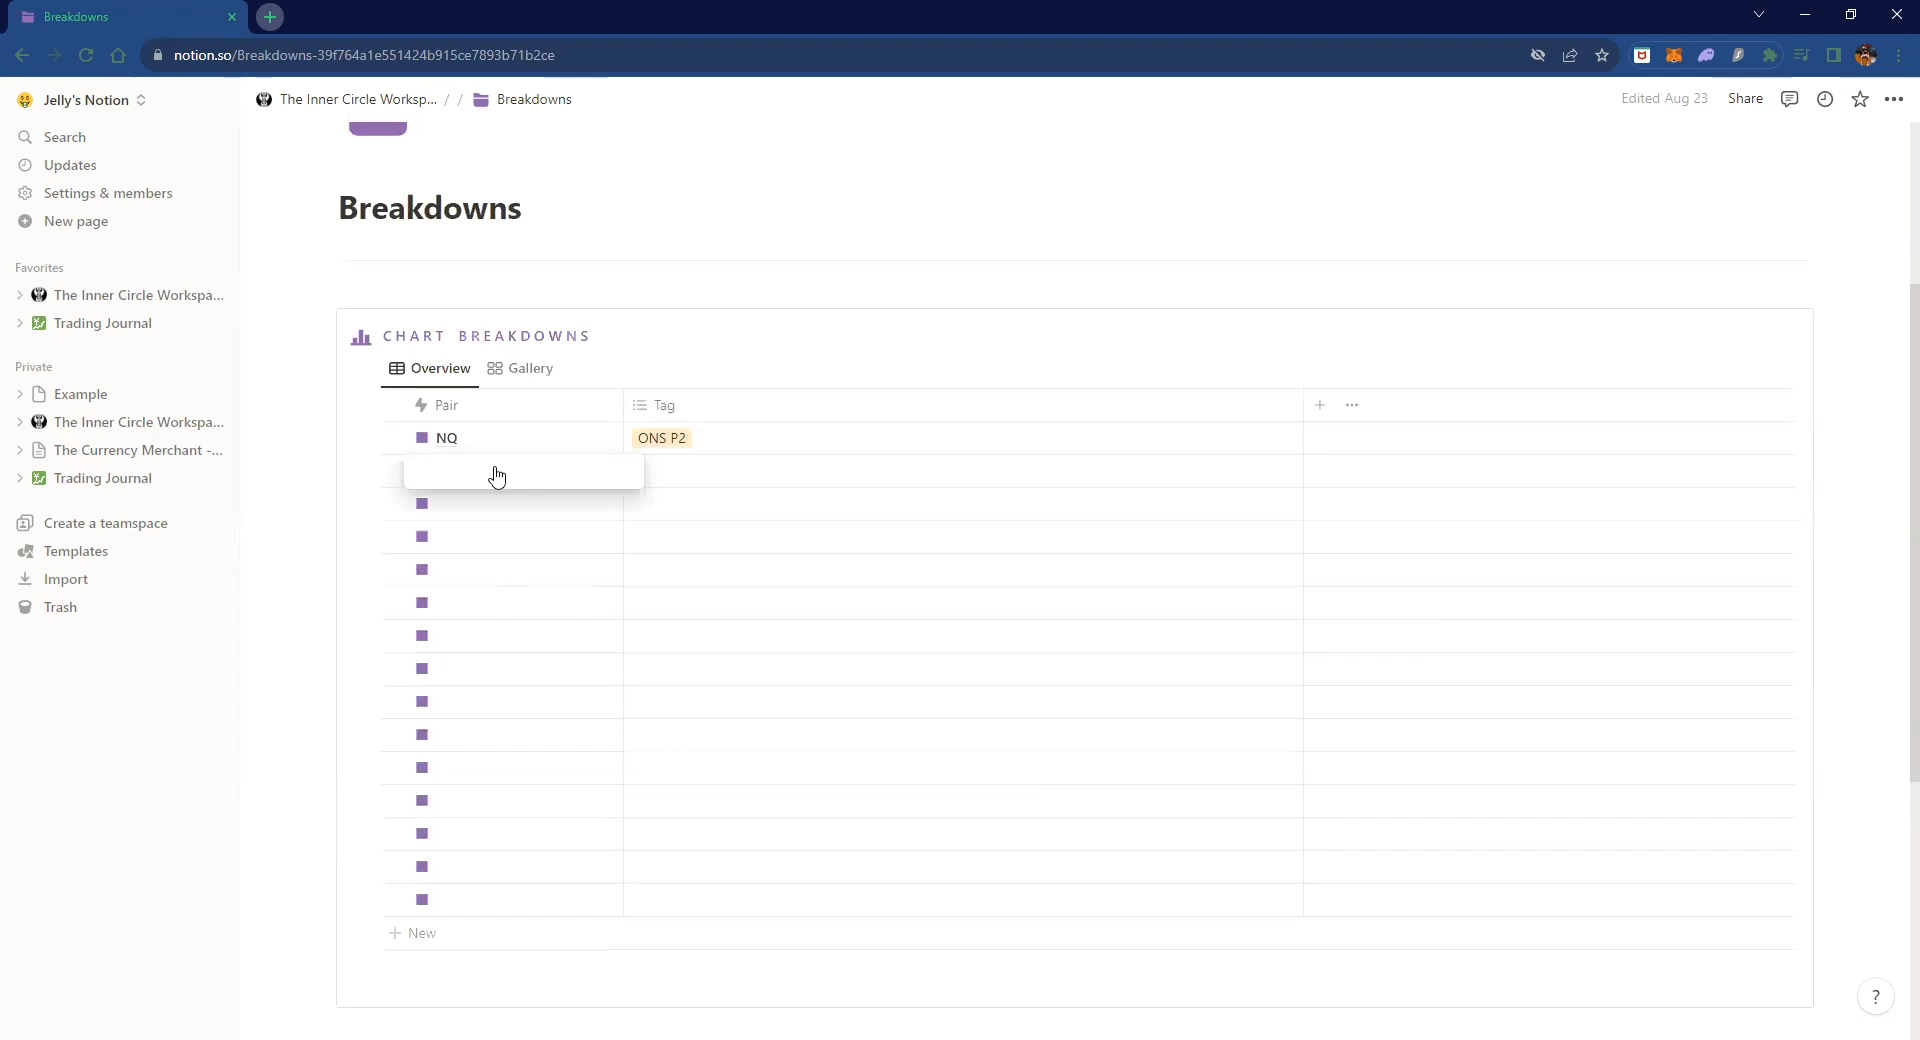 Breakdowns
notion.so/Breakdowns-39f764a1e551424b915ce7893b71b2ce
Jelly's Notion
The Inner Circle Worksp... / / Breakdowns
Edited Aug 23
Share
Search
Updates
Settings & members
New page
Favorites
The Inner Circle Workspa...
Trading Journal
Private
Example
The Inner Circle Workspa...
The Currency Merchant -...
Trading Journal
Create a teamspace
Templates
Import
Trash
Breakdowns
CHART BREAKDOWNS
Overview Gallery
Pair Tag
NQ ONS P2
New
?